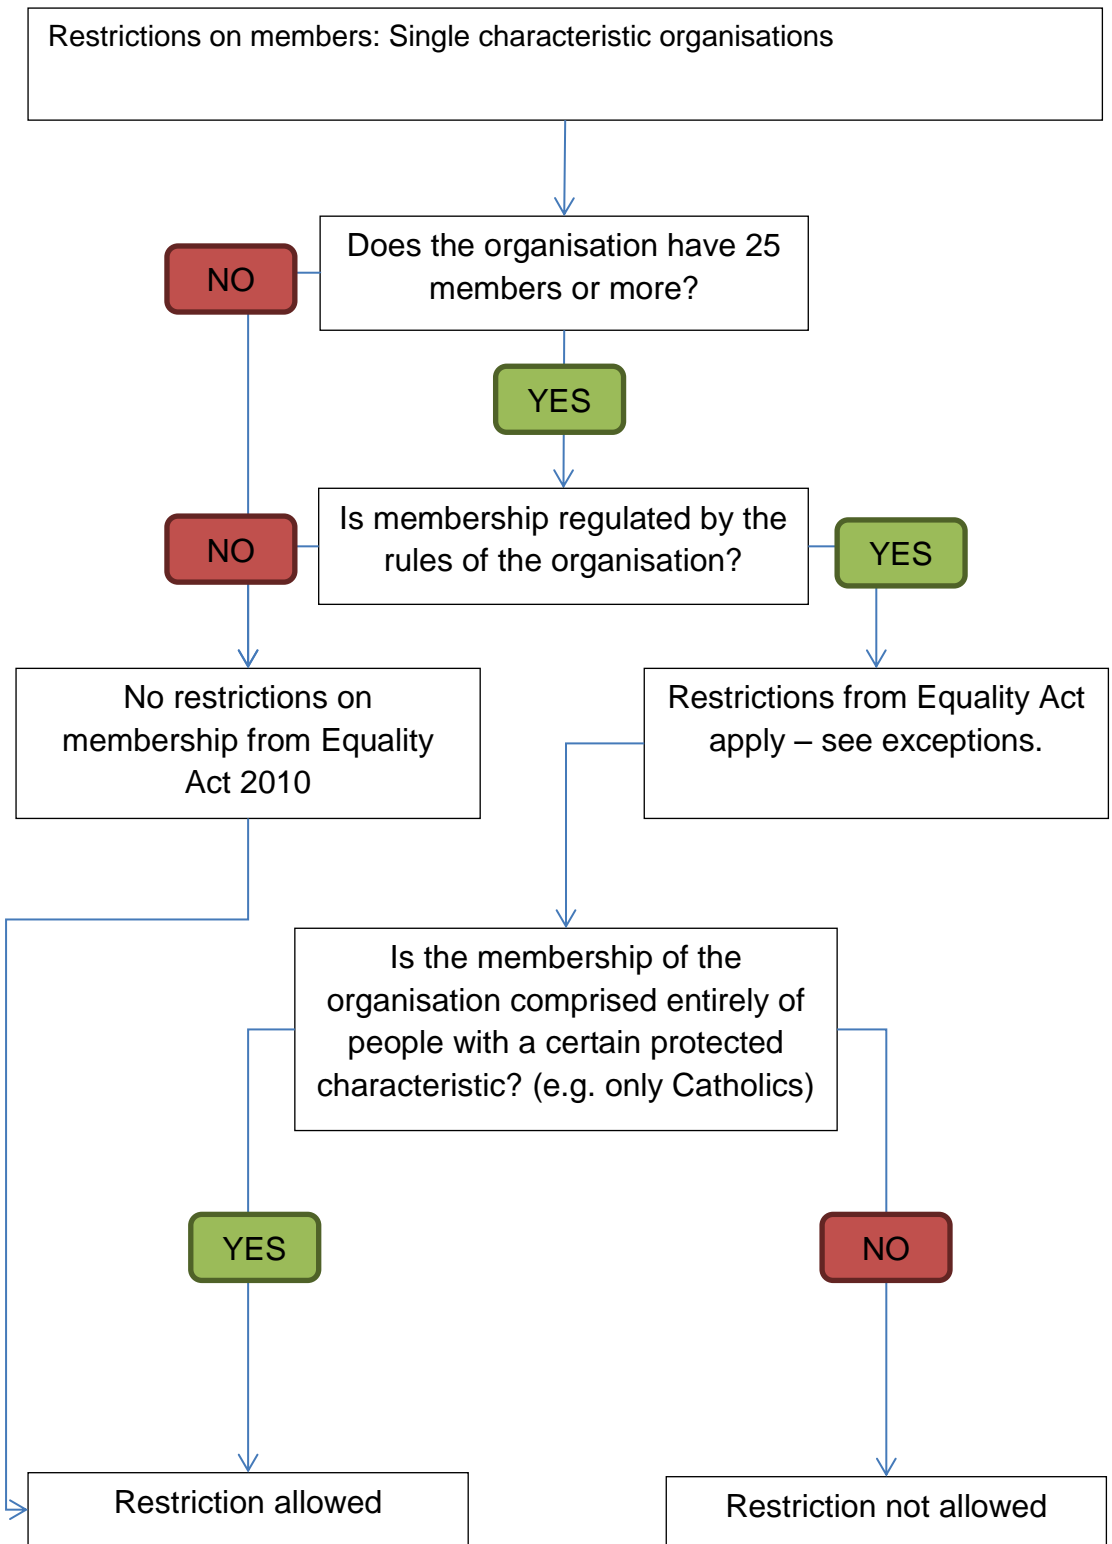 Restrictions on members: Single characteristic organisations
Does the organisation have 25
members or more?
NO
YES
Is membership regulated by the
rules of the organisation?
NO
YES
No restrictions on
membership from Equality
Act 2010
Restrictions from Equality Act
apply – see exceptions.
Is the membership of the
organisation comprised entirely of
people with a certain protected
characteristic? (e.g. only Catholics)
YES
NO
Restriction allowed
Restriction not allowed